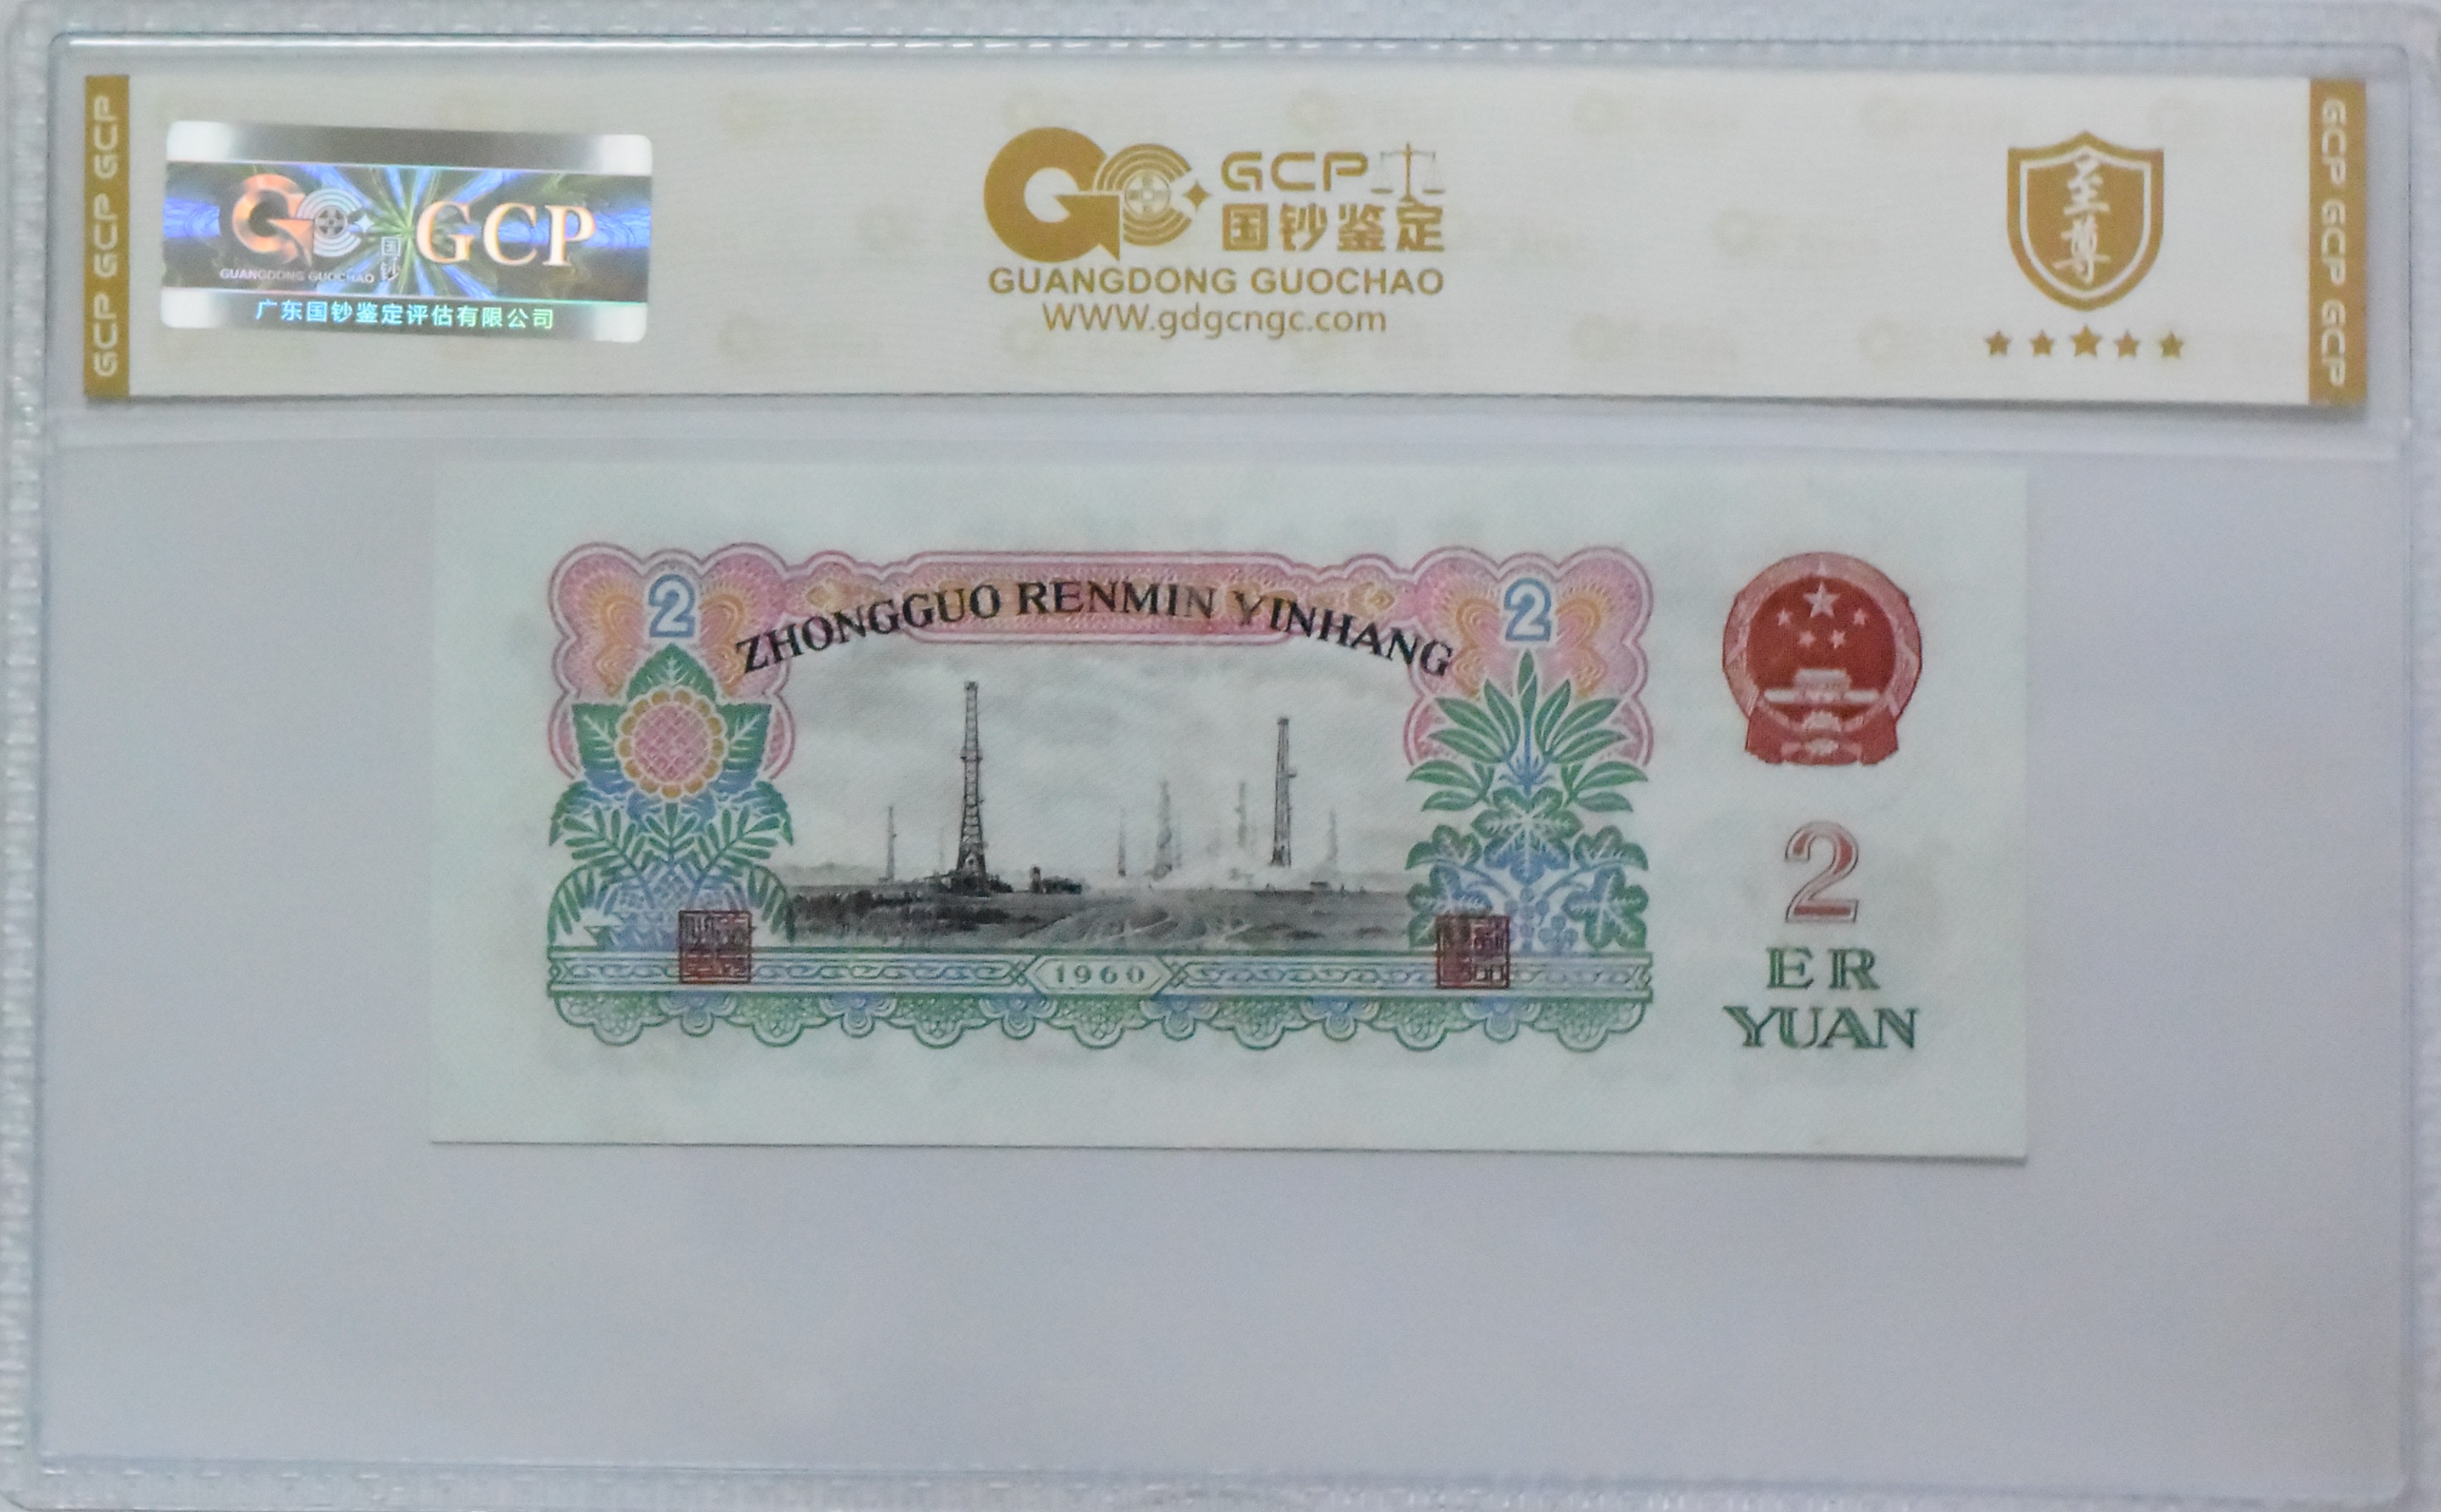 GCP GCP GCP
GCP
国钞
GUANGDONG GUOCHAO
广东国钞鉴定评估有限公司
GCP
国钞鉴定
GUANGDONG GUOCHAO
WWW.gdgcngc.com
至尊
GCP GCP GCP
2
ZHONGGUO RENMIN YINHANG
2
1960
2
ER
YUAN